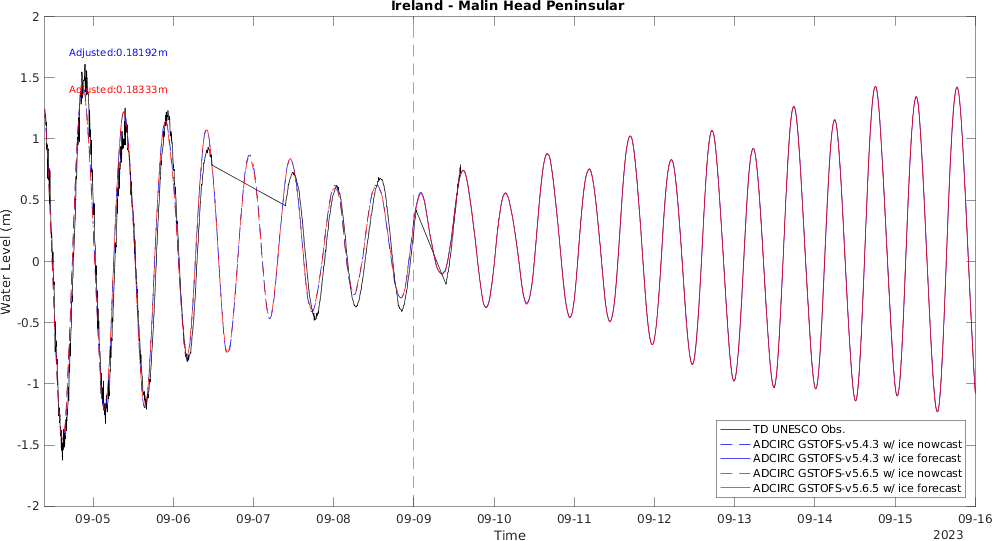 Ireland - Malin Head Peninsular
2
1.5
1
0.5
0
-0.5
-1
-1.5
-2
Water Level (m)
Adjusted:0.18192m
Adjusted:0.18333m
TD UNESCO Obs.
ADCIRC GSTOFS-v5.4.3 w/ ice nowcast
ADCIRC GSTOFS-v5.4.3 w/ ice forecast
ADCIRC GSTOFS-v5.6.5 w/ ice nowcast
ADCIRC GSTOFS-v5.6.5 w/ ice forecast
09-05 09-06 09-07 09-08 09-09 09-10 09-11 09-12 09-13 09-14 09-15 09-16
Time
2023